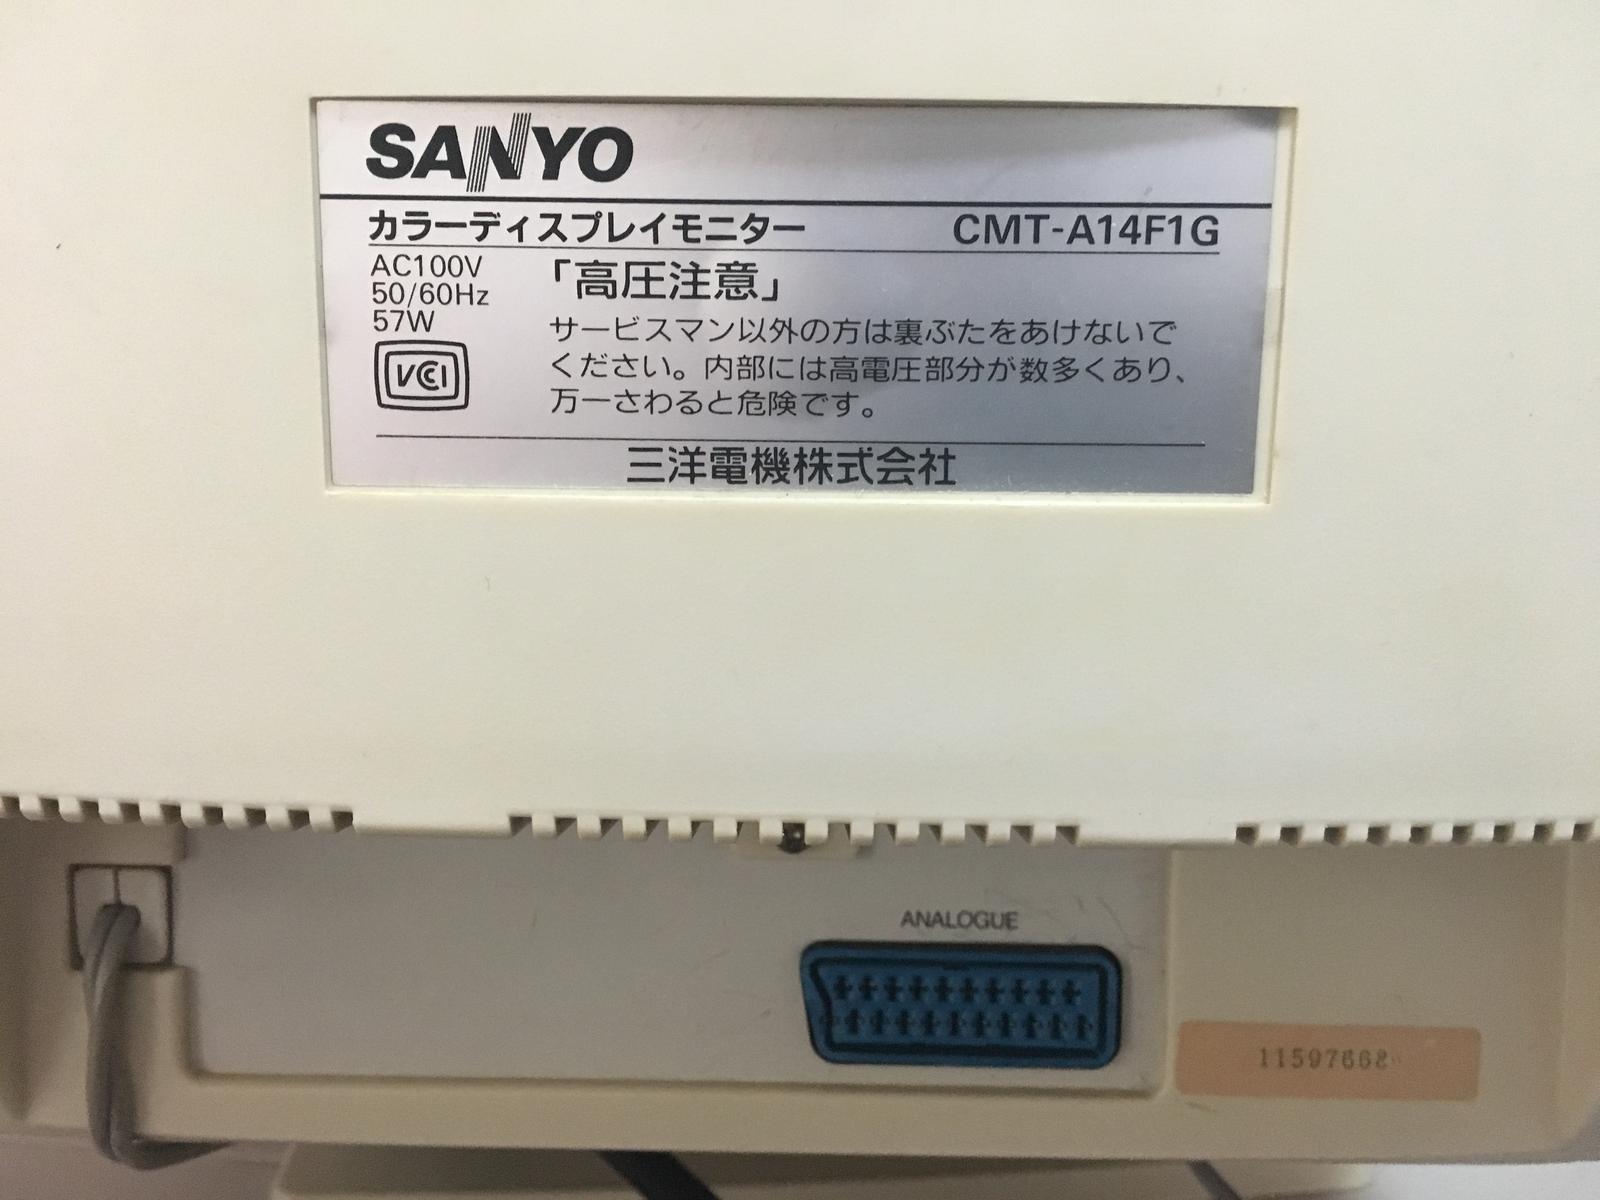 SANYO
カラーディスプレイモニター CMT-A14F1G
AC100V
50/60Hz
57W
VCCI
「高圧注意」
サービスマン以外の方は裏ぶたをあけないで
ください。内部には高電圧部分が数多くあり、
万一さわると危険です。
三洋電機株式会社
ANALOGUE
11597668